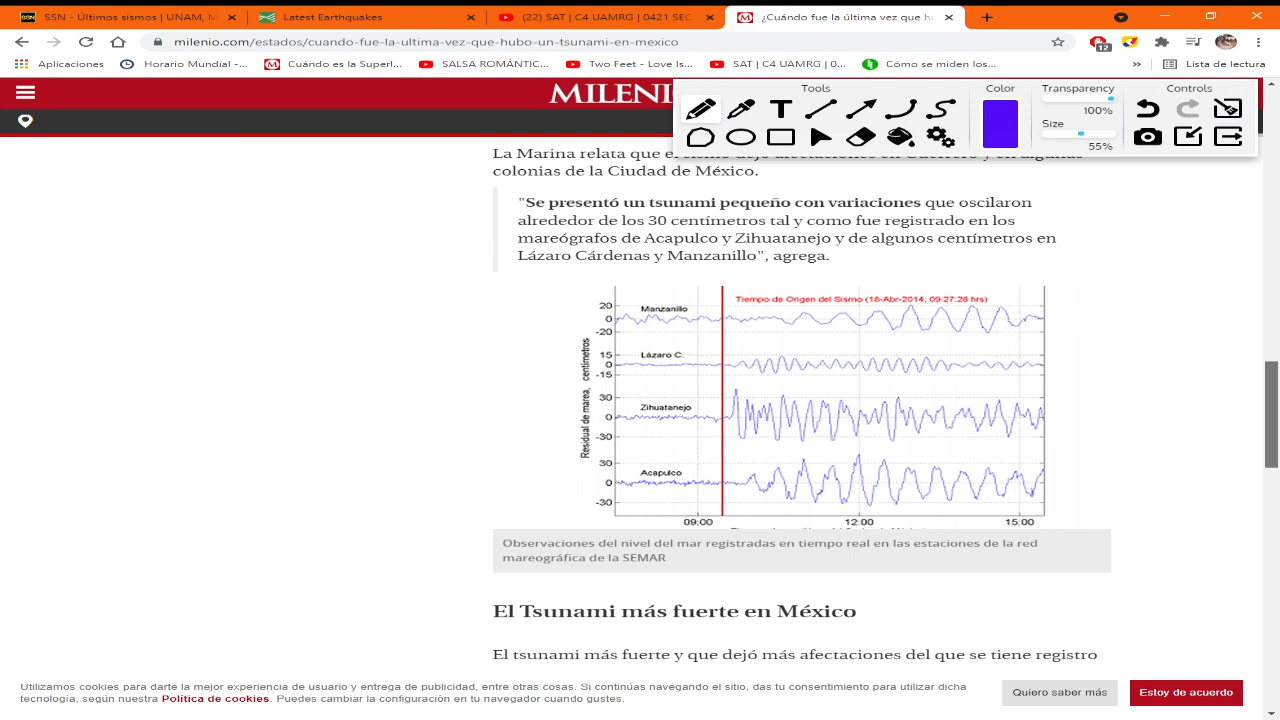 SSN - Últimos sismos | UNAM, M
Latest Earthquakes
(22) SAT | C4 UAMRG | 0421 SEC
¿Cuándo fue la última vez que hu
milenio.com/estados/cuando-fue-la-ultima-vez-que-hubo-un-tsunami-en-mexico
12
Aplicaciones
Horario Mundial -...
Cuándo es la Superl...
SALSA ROMÁNTIC...
Two Feet - Love Is...
SAT | C4 UAMRG | 0...
Cómo se miden los...
»
Lista de lectura
MILENI
Tools
Color
Transparency
100%
Size
55%
Controls
La Marina relata que el sismo dejó afectaciones en Guerrero y en algunas
colonias de la Ciudad de México.
"Se presentó un tsunami pequeño con variaciones que oscilaron
alrededor de los 30 centímetros tal y como fue registrado en los
mareógrafos de Acapulco y Zihuatanejo y de algunos centímetros en
Lázaro Cárdenas y Manzanillo", agrega.
Tiempo de Origen del Sismo (18-Abr-2014, 09:27:26 hrs)
Residual de marea, centímetros
20
0
-20
Manzanillo
15
0
-15
Lázaro C.
30
0
-30
Zihuatanejo
30
0
-30
Acapulco
09:00 12:00 15:00
Observaciones del nivel del mar registradas en tiempo real en las estaciones de la red
mareográfica de la SEMAR
El Tsunami más fuerte en México
El tsunami más fuerte y que dejó más afectaciones del que se tiene registro
Utilizamos cookies para darte la mejor experiencia de usuario y entrega de publicidad, entre otras cosas. Si continúas navegando el sitio, das tu consentimiento para utilizar dicha
tecnología, según nuestra Política de cookies. Puedes cambiar la configuración en tu navegador cuando gustes.
Quiero saber más
Estoy de acuerdo